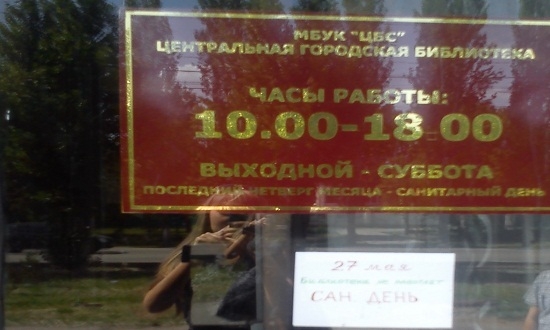 МБУК "ЦБС"
ЦЕНТРАЛЬНАЯ ГОРОДСКАЯ БИБЛИОТЕКА
ЧАСЫ РАБОТЫ:
10.00-18.00
ВЫХОДНОЙ - СУББОТА
ПОСЛЕДНИЙ ЧЕТВЕРГ МЕСЯЦА - САНИТАРНЫЙ ДЕНЬ
27 мая
Библиотека не работает
САН. ДЕНЬ